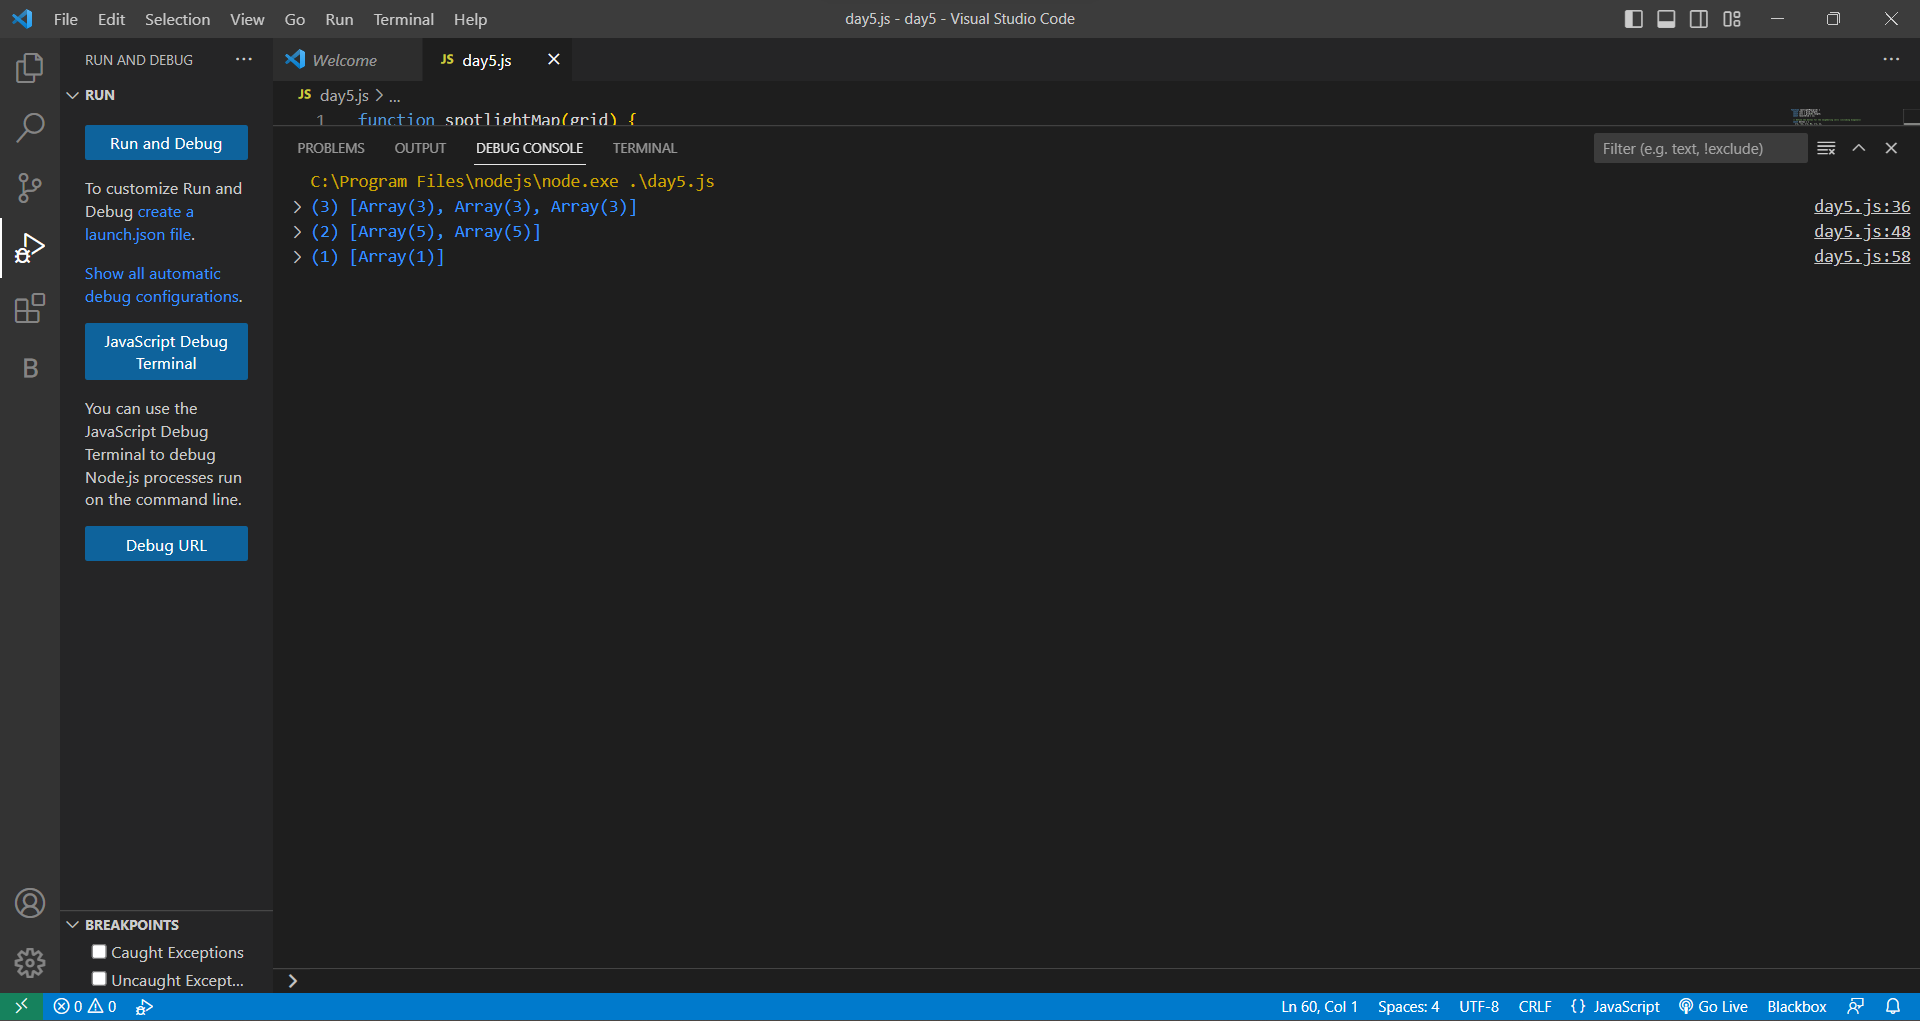 File Edit Selection View Go Run Terminal Help
day5.js - day5 - Visual Studio Code
RUN AND DEBUG ···
RUN
Run and Debug
To customize Run and
Debug create a
launch.json file.
Show all automatic
debug configurations.
JavaScript Debug
Terminal
You can use the
JavaScript Debug
Terminal to debug
Node.js processes run
on the command line.
Debug URL
BREAKPOINTS
Caught Exceptions
Uncaught Except...
B
Welcome
JS day5.js
JS day5.js > ...
1 function spotlightMap(grid) {
PROBLEMS OUTPUT DEBUG CONSOLE TERMINAL
Filter (e.g. text, !exclude)
C:\Program Files\nodejs\node.exe .\day5.js
> (3) [Array(3), Array(3), Array(3)] day5.js:36
> (2) [Array(5), Array(5)] day5.js:48
> (1) [Array(1)] day5.js:58
>
0 0
Ln 60, Col 1 Spaces: 4 UTF-8 CRLF {} JavaScript Go Live Blackbox